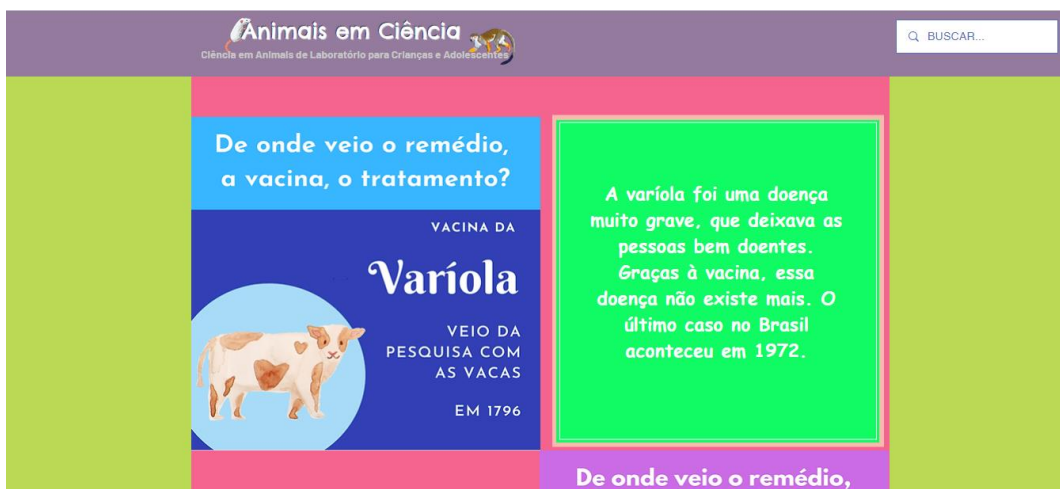 Animais em Ciência
Ciência em Animais de Laboratório para Crianças e Adolescentes
BUSCAR...
De onde veio o remédio,
a vacina, o tratamento?
VACINA DA
Varíola
VEIO DA
PESQUISA COM
AS VACAS
EM 1796
A varíola foi uma doença
muito grave, que deixava as
pessoas bem doentes.
Graças à vacina, essa
doença não existe mais. O
último caso no Brasil
aconteceu em 1972.
De onde veio o remédio,